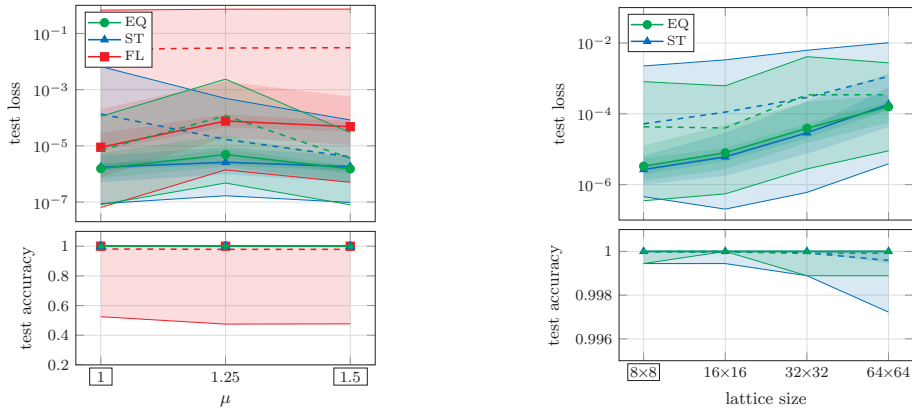 10⁻¹
10⁻³
10⁻⁵
10⁻⁷
test loss
EQ
ST
FL
1
0.8
0.6
0.4
0.2
test accuracy
1
1.25
1.5
μ
10⁻²
10⁻⁴
10⁻⁶
test loss
EQ
ST
1
0.998
0.996
test accuracy
8×8
16×16
32×32
64×64
lattice size